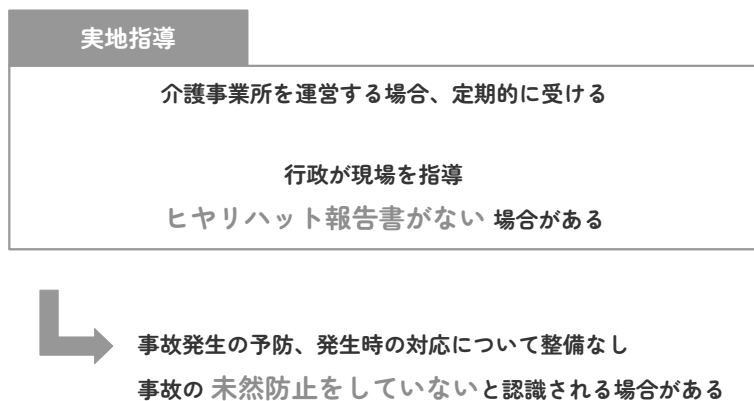 実地指導
介護事業所を運営する場合、定期的に受ける
行政が現場を指導
ヒヤリハット報告書がない 場合がある
事故発生の予防、発生時の対応について整備なし
事故の 未然防止をしていないと認識される場合がある